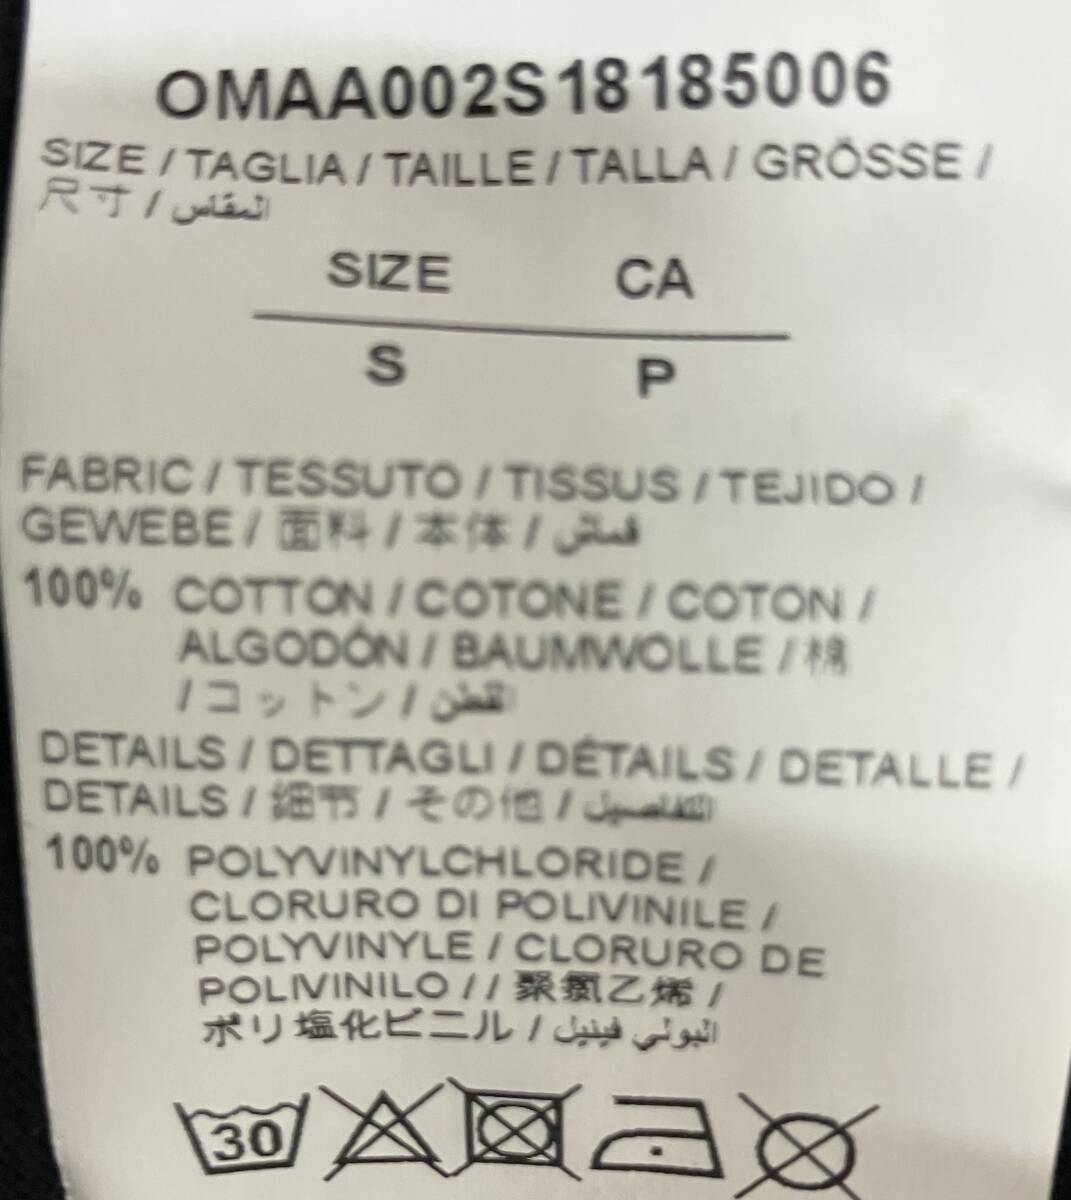 OMAA002S18185006
SIZE / TAGLIA / TAILLE / TALLA / GRÖSSE /
尺寸 / المقاس
SIZE CA
S P
FABRIC / TESSUTO / TISSUS / TEJIDO /
GEWEBE / 面料 / 本体 / قماش
100% COTTON / COTONE / COTON /
ALGODÓN / BAUMWOLLE / 棉
/ コットン / القطن
DETAILS / DETTAGLI / DÉTAILS / DETALLE /
DETAILS / 细节 / その他 / التفاصيل
100% POLYVINYLCHLORIDE /
CLORURO DI POLIVINILE /
POLYVINYLE / CLORURO DE
POLIVINILO / / 聚氯乙烯 /
ポリ塩化ビニル / البولي فينيل
30